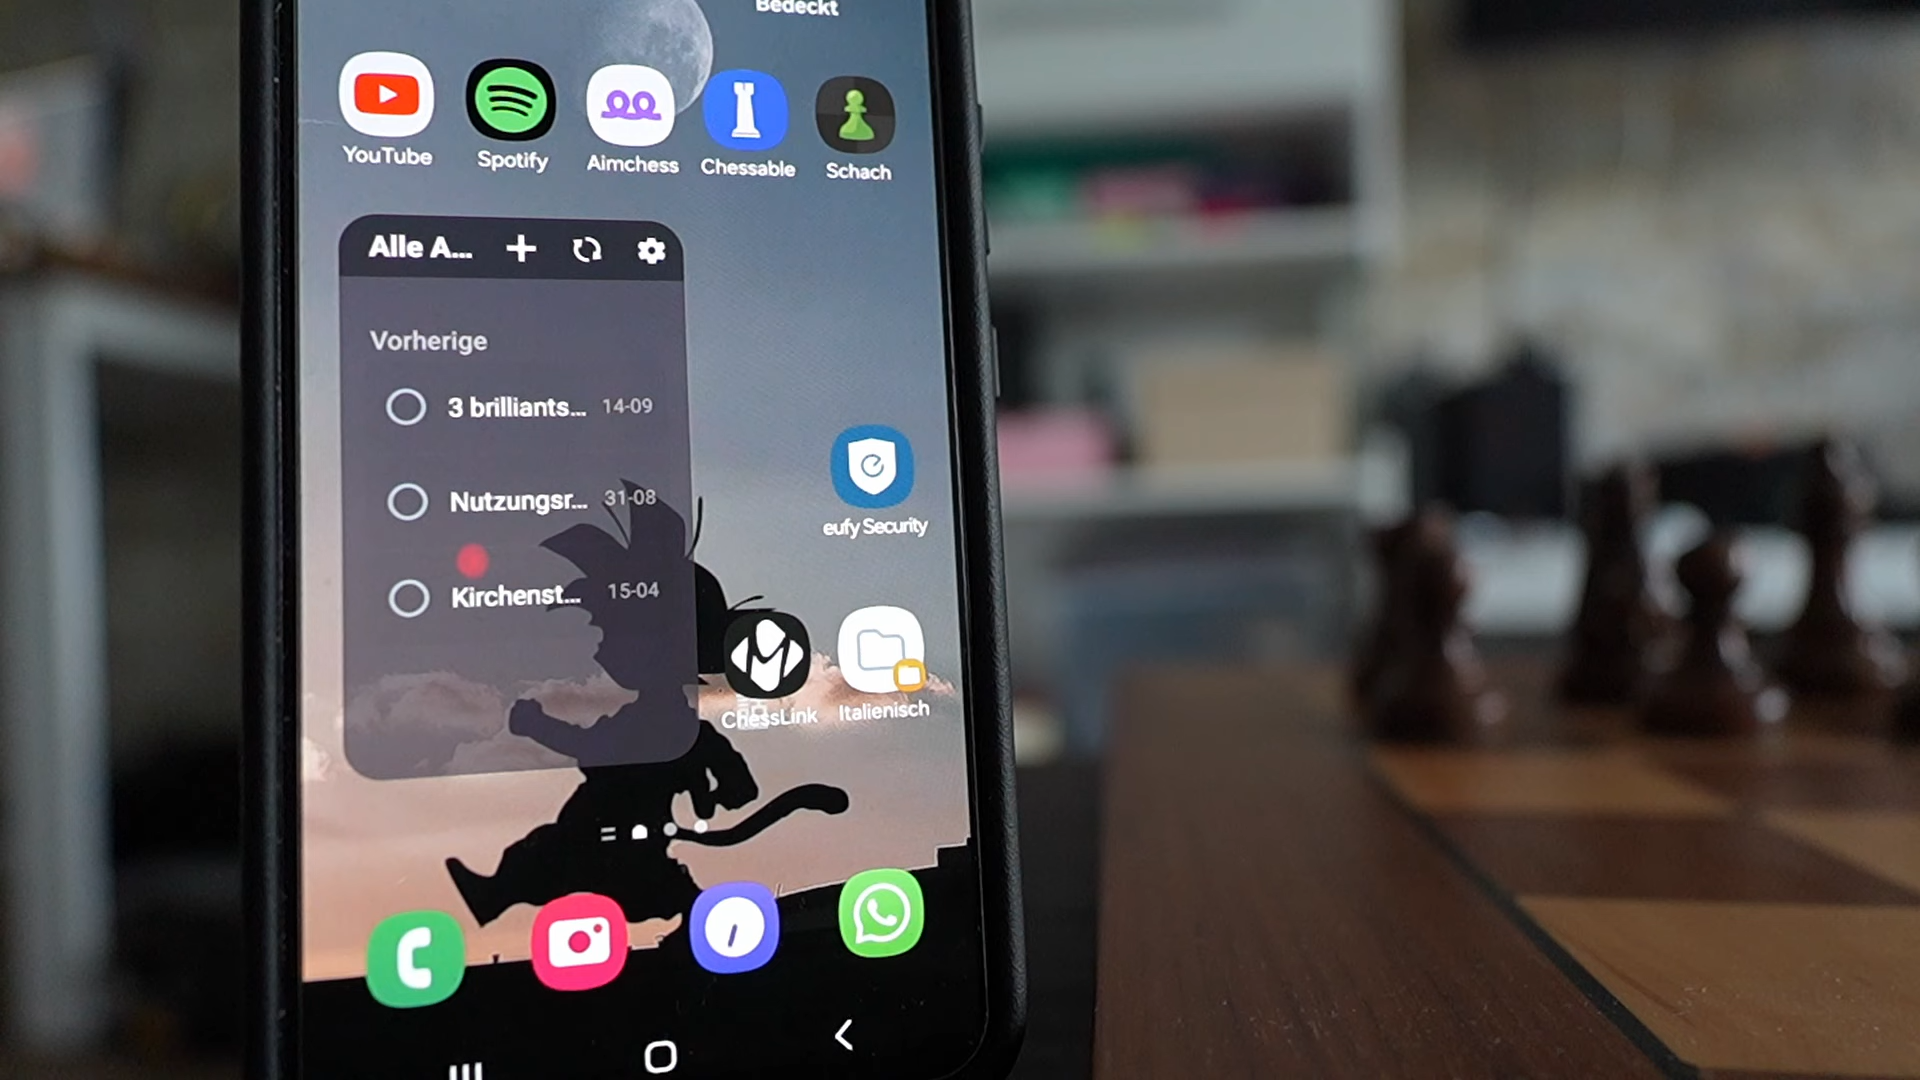 Bedeckt
YouTube
Spotify
Aimchess
Chessable
Schach
Alle A...
Vorherige
3 brilliants... 14-09
Nutzungsr... 31-08
Kirchenst... 15-04
eufy Security
ChessLink
Italienisch